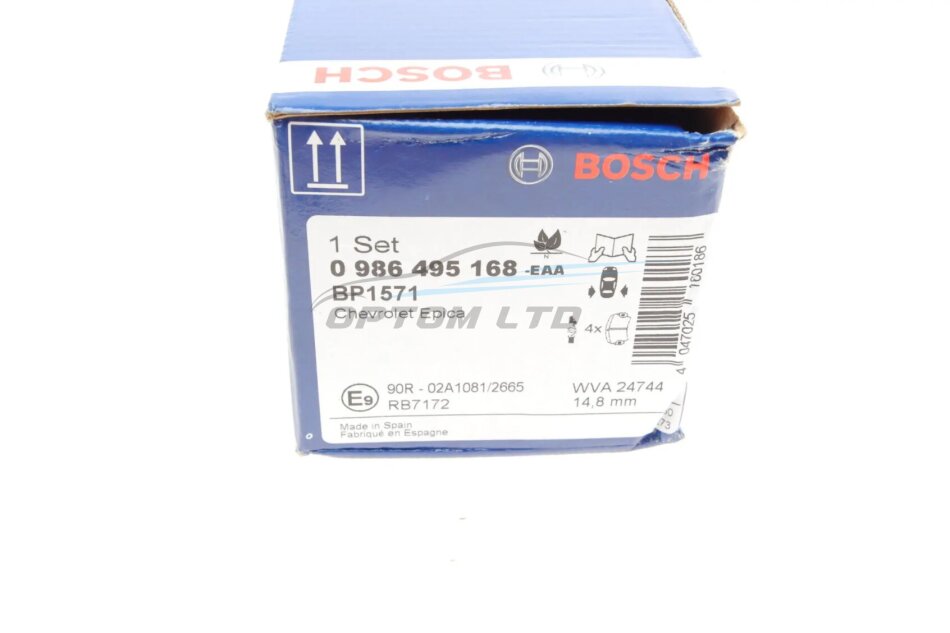 BOSCH
BOSCH
1 Set
0 986 495 168 -EAA
BP1571
Chevrolet Epica
OPTOM LTD
4x
4 047025 160186
E9
90R - 02A1081/2665
RB7172
WVA 24744
14,8 mm
Made in Spain
Fabriqué en Espagne